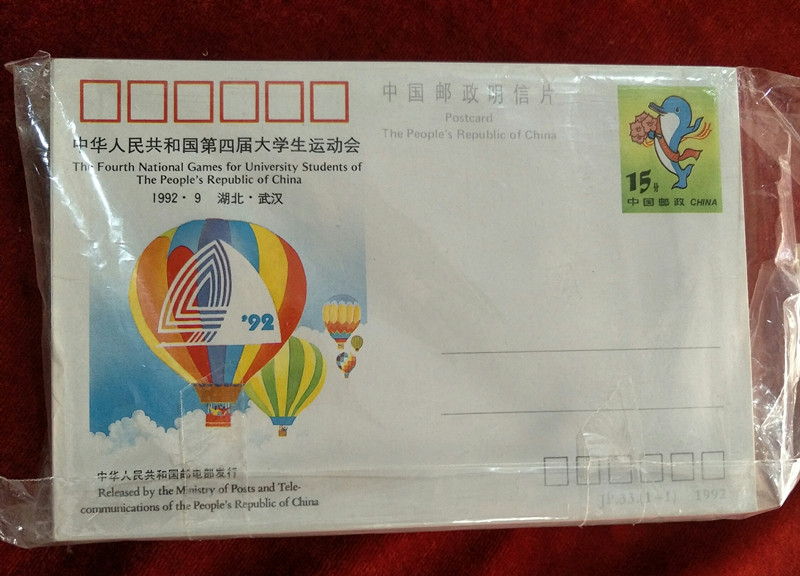 中华人民共和国第四届大学生运动会
The Fourth National Games for University Students of
The People's Republic of China
1992·9 湖北·武汉
'92
中华人民共和国邮电部发行
Released by the Ministry of Posts and Tele-
communications of the People's Republic of China
中国邮政明信片
Postcard
The People's Republic of China
15分
中国邮政 CHINA
JP.33.(1-1) 1992